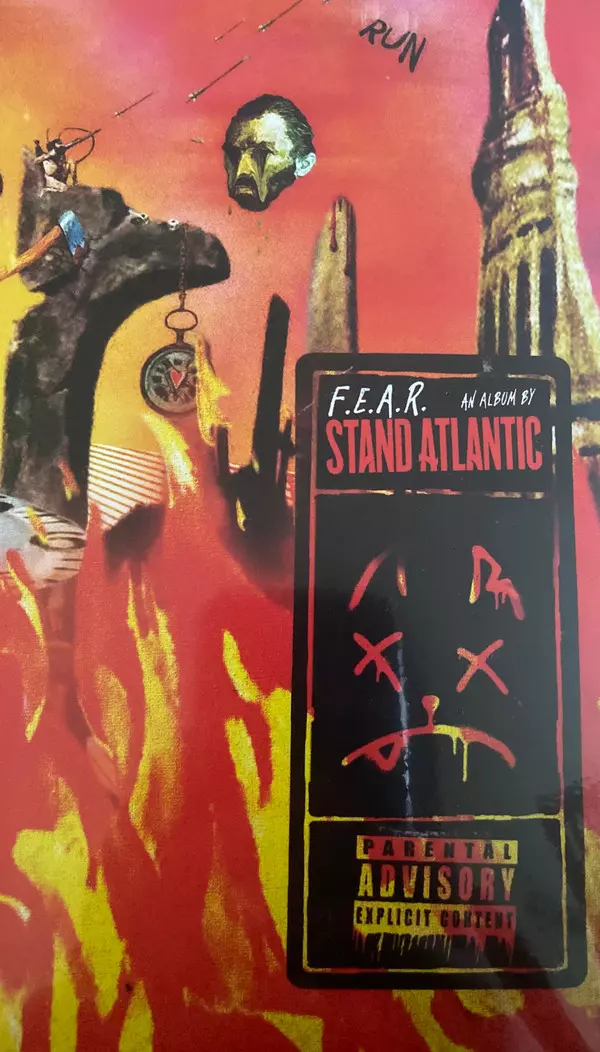 RUN
F.E.A.R. AN ALBUM BY
STAND ATLANTIC
PARENTAL
ADVISORY
EXPLICIT CONTENT